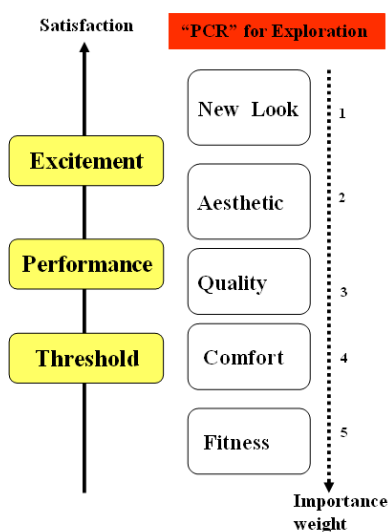 Satisfaction
“PCR” for Exploration
New Look
1
Excitement
Aesthetic
2
Performance
Quality
3
Threshold
Comfort
4
Fitness
5
Importance
weight